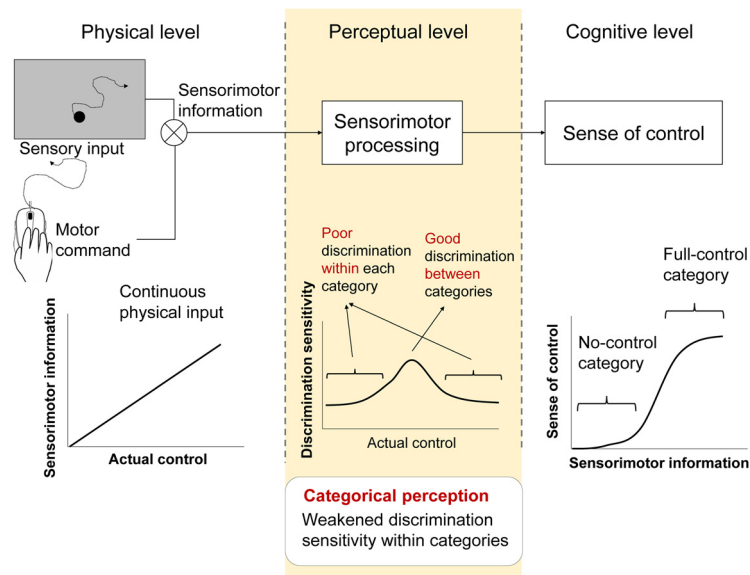 Physical level
Perceptual level
Cognitive level
Sensorimotor
information
Sensory input
Motor
command
Sensorimotor
processing
Sense of control
Continuous
physical input
Sensorimotor information
Actual control
Poor
discrimination
within each
category
Good
discrimination
between
categories
Discrimination sensitivity
Actual control
Full-control
category
No-control
category
Sense of control
Sensorimotor information
Categorical perception
Weakened discrimination
sensitivity within categories